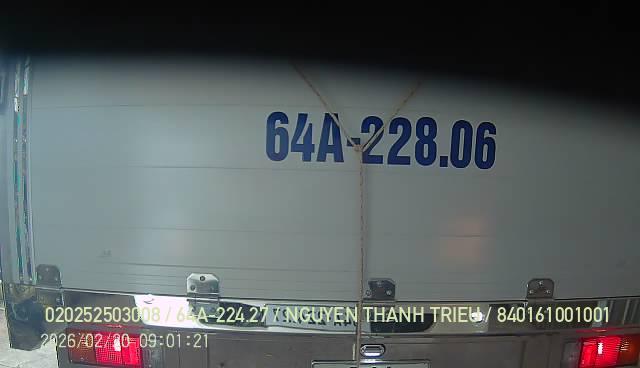 64A-228.06
020252503008 / 64A-224.27 / NGUYEN THANH TRIEU / 840161001001
2026/02/20 09:01:21